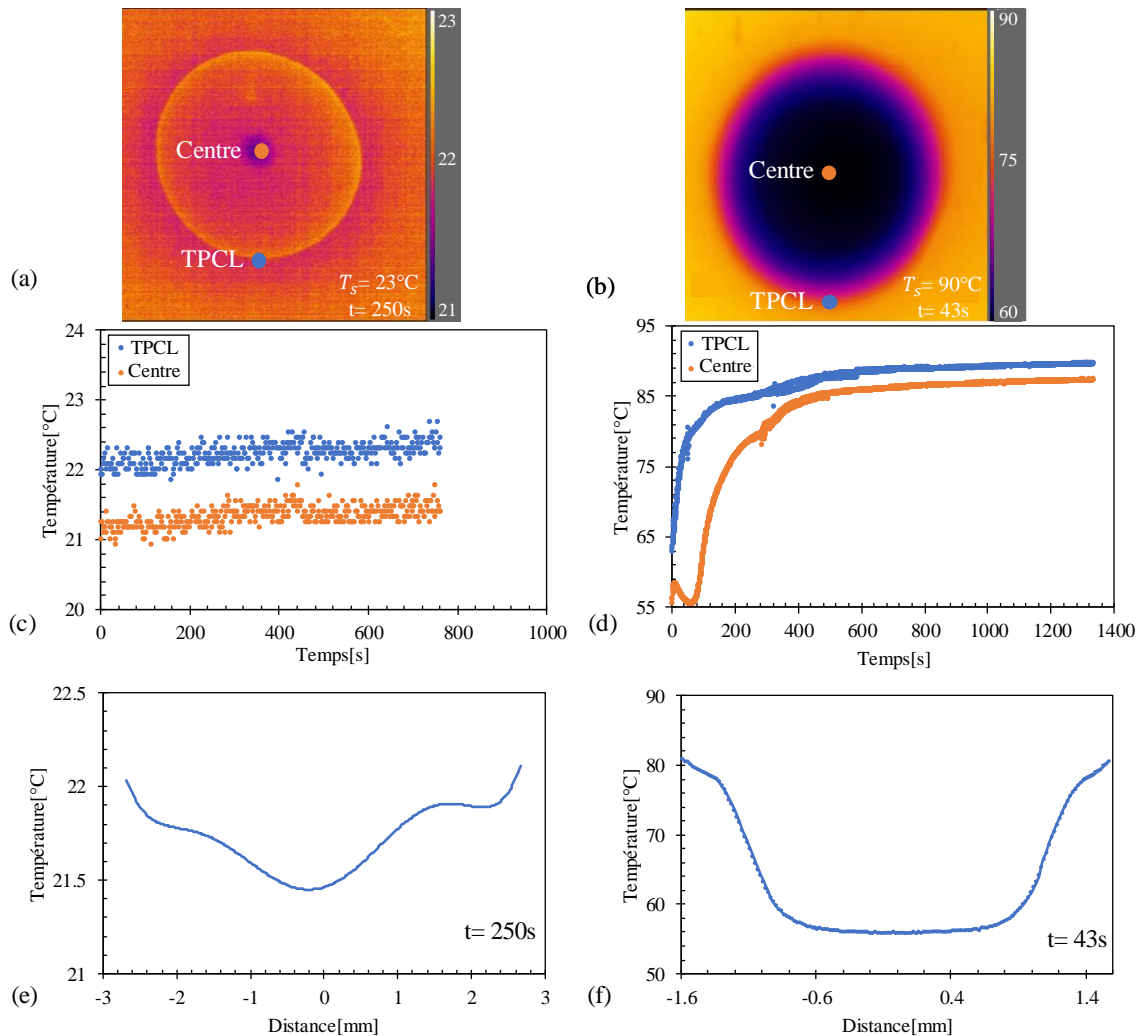 23
22
21
Centre
TPCL
T_s= 23°C
t= 250s
(a)
90
75
60
Centre
TPCL
T_s= 90°C
t= 43s
(b)
24
23
22
21
20
Température[°C]
TPCL
Centre
0 200 400 600 800 1000
Temps[s]
(c)
95
85
75
65
55
Température[°C]
TPCL
Centre
0 200 400 600 800 1000 1200 1400
Temps[s]
(d)
22.5
22
21.5
21
Température[°C]
t= 250s
-3 -2 -1 0 1 2 3
Distance[mm]
(e)
90
80
70
60
50
Température[°C]
t= 43s
-1.6 -0.6 0.4 1.4
Distance[mm]
(f)